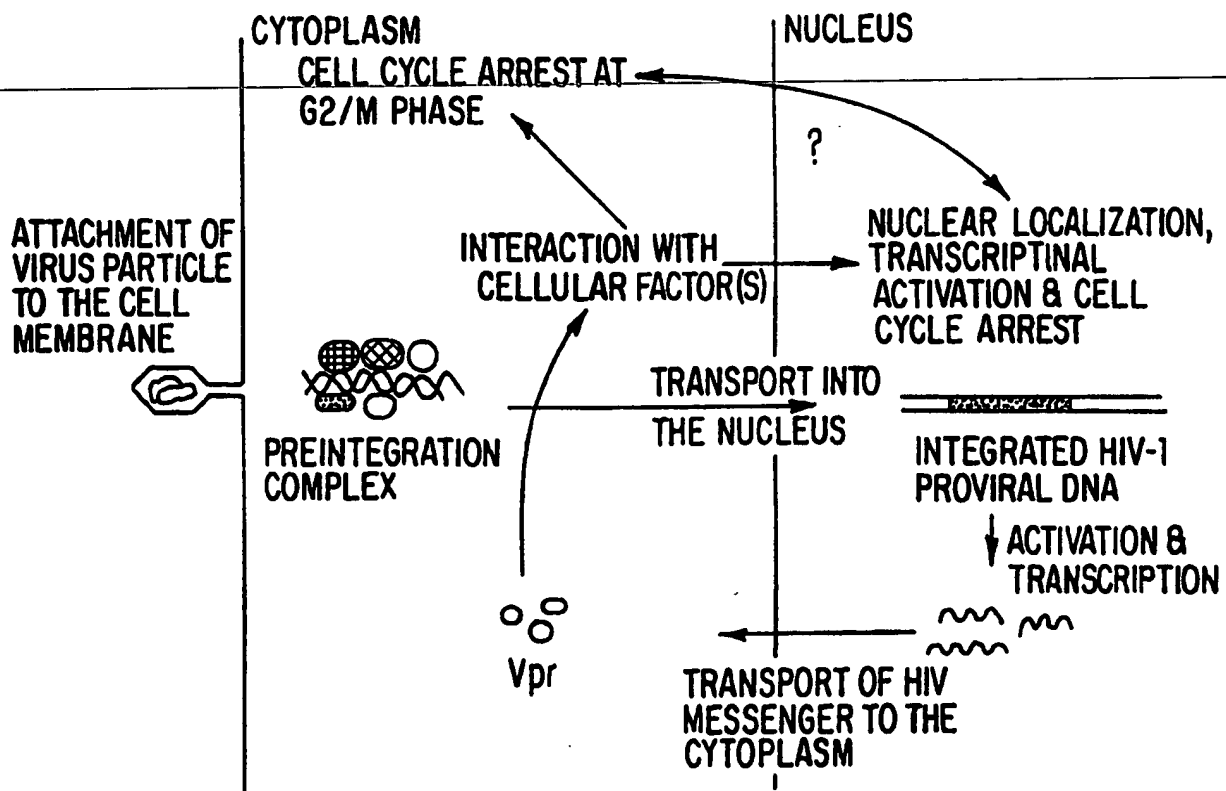 CYTOPLASM
NUCLEUS
CELL CYCLE ARREST AT
G2/M PHASE
?
ATTACHMENT OF
VIRUS PARTICLE
TO THE CELL
MEMBRANE
INTERACTION WITH
CELLULAR FACTOR(S)
NUCLEAR LOCALIZATION,
TRANSCRIPTINAL
ACTIVATION & CELL
CYCLE ARREST
PREINTEGRATION
COMPLEX
TRANSPORT INTO
THE NUCLEUS
INTEGRATED HIV-1
PROVIRAL DNA
ACTIVATION &
TRANSCRIPTION
Vpr
TRANSPORT OF HIV
MESSENGER TO THE
CYTOPLASM